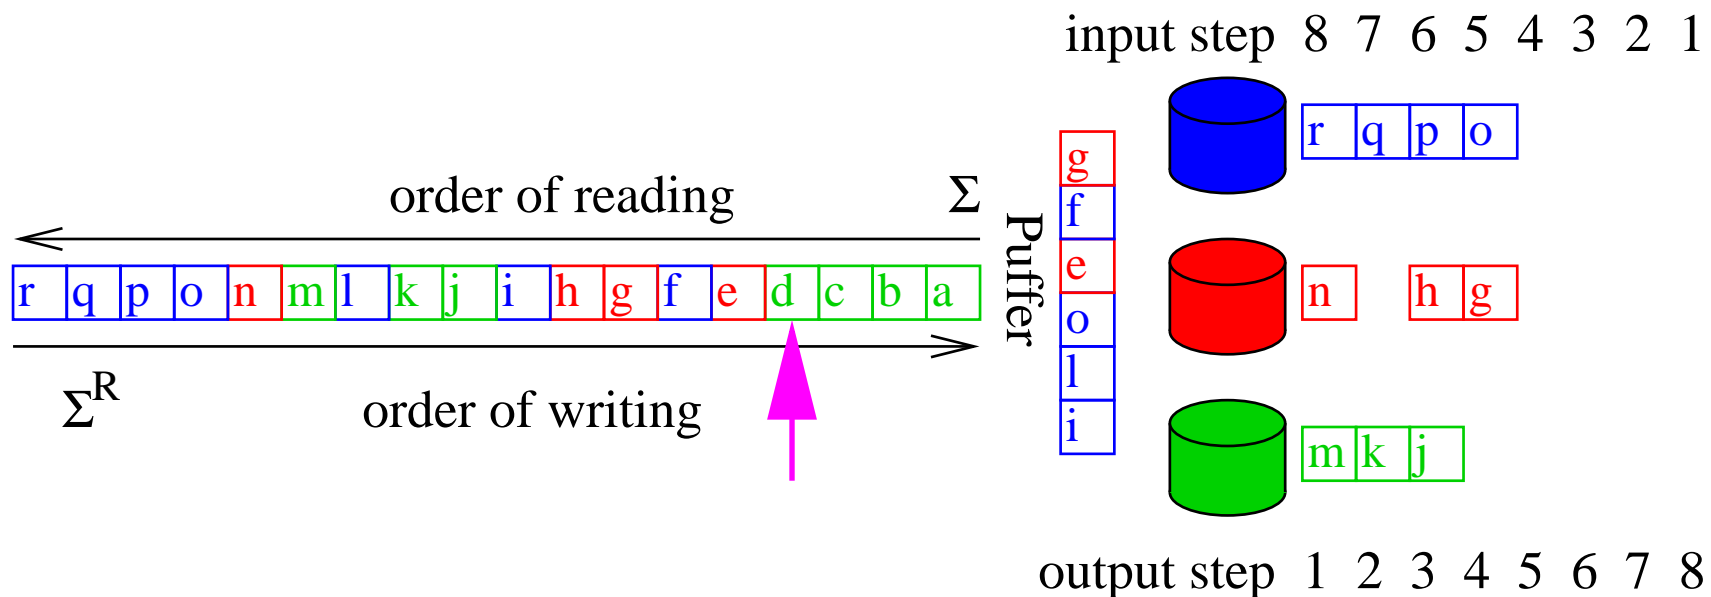 input step 8 7 6 5 4 3 2 1
r q p o
g
order of reading Σ
f
Puffer
e
r q p o n m l k j i h g f e d c b a
n h g
o
l
Σ^R order of writing
i
m k j
output step 1 2 3 4 5 6 7 8